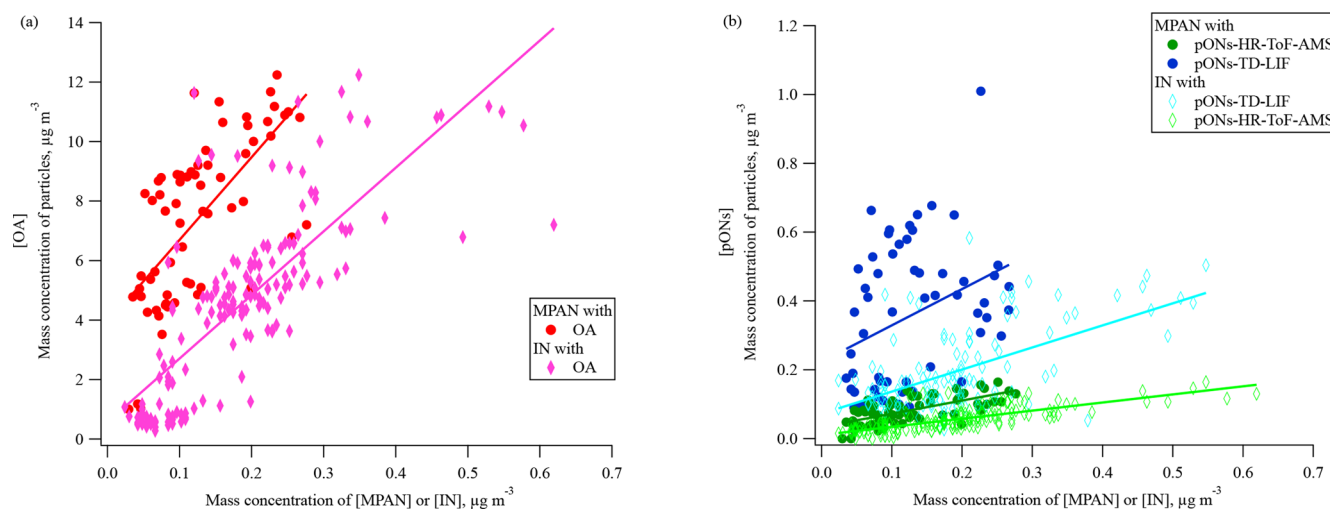 (a)
14
12
10
8
6
4
2
0
[OA]
Mass concentration of particles, µg m⁻³
MPAN with
OA
IN with
OA
0.0 0.1 0.2 0.3 0.4 0.5 0.6 0.7
Mass concentration of [MPAN] or [IN], µg m⁻³
(b)
1.2
1.0
0.8
0.6
0.4
0.2
0.0
[pONs]
Mass concentration of particles, µg m⁻³
MPAN with
pONs-HR-ToF-AMS
pONs-TD-LIF
IN with
pONs-TD-LIF
pONs-HR-ToF-AMS
0.0 0.1 0.2 0.3 0.4 0.5 0.6 0.7
Mass concentration of [MPAN] or [IN], µg m⁻³